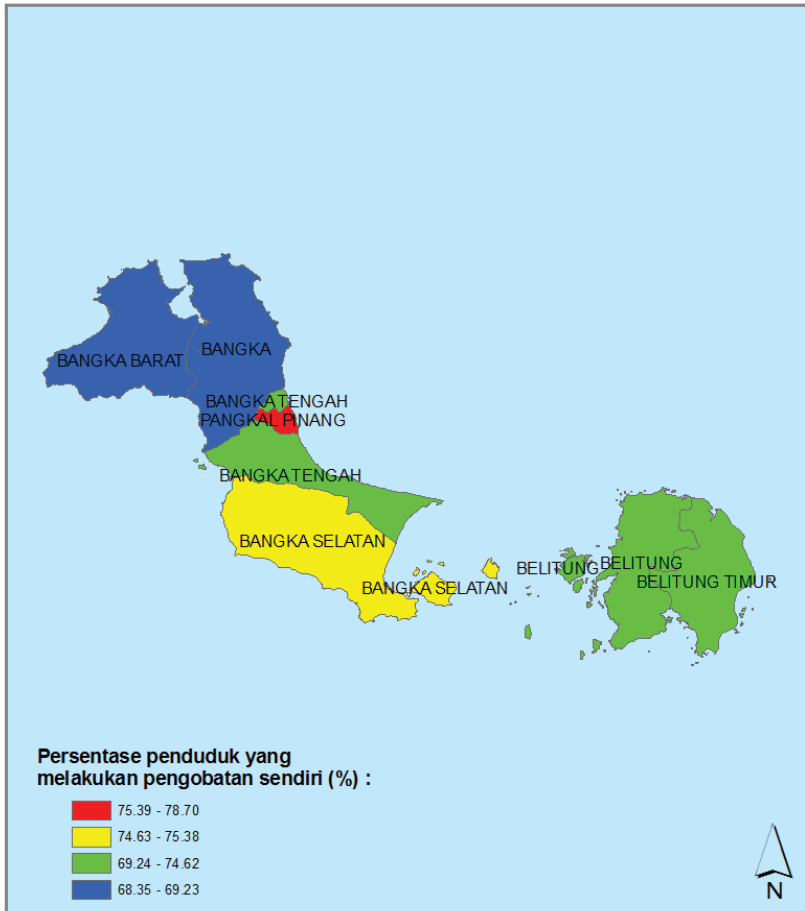 BANGKA
BANGKA BARAT
BANGKA TENGAH
PANGKAL PINANG
BANGKA TENGAH
BANGKA SELATAN
BANGKA SELATAN
BELITUNG
BELITUNG
BELITUNG TIMUR
Persentase penduduk yang
melakukan pengobatan sendiri (%) :
75.39 - 78.70
74.63 - 75.38
69.24 - 74.62
68.35 - 69.23
N